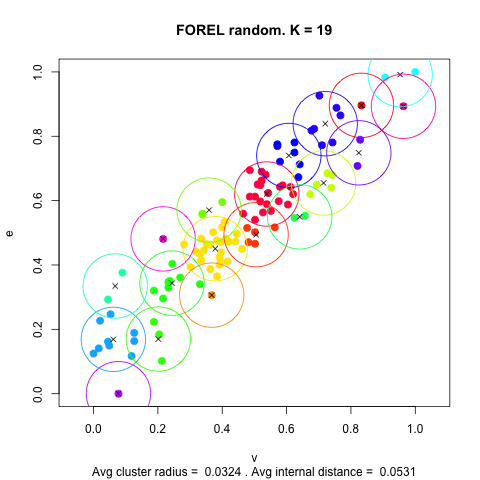 FOREL random. K = 19
e
1.0
0.8
0.6
0.4
0.2
0.0
0.0 0.2 0.4 0.6 0.8 1.0
v
Avg cluster radius = 0.0324 . Avg internal distance = 0.0531